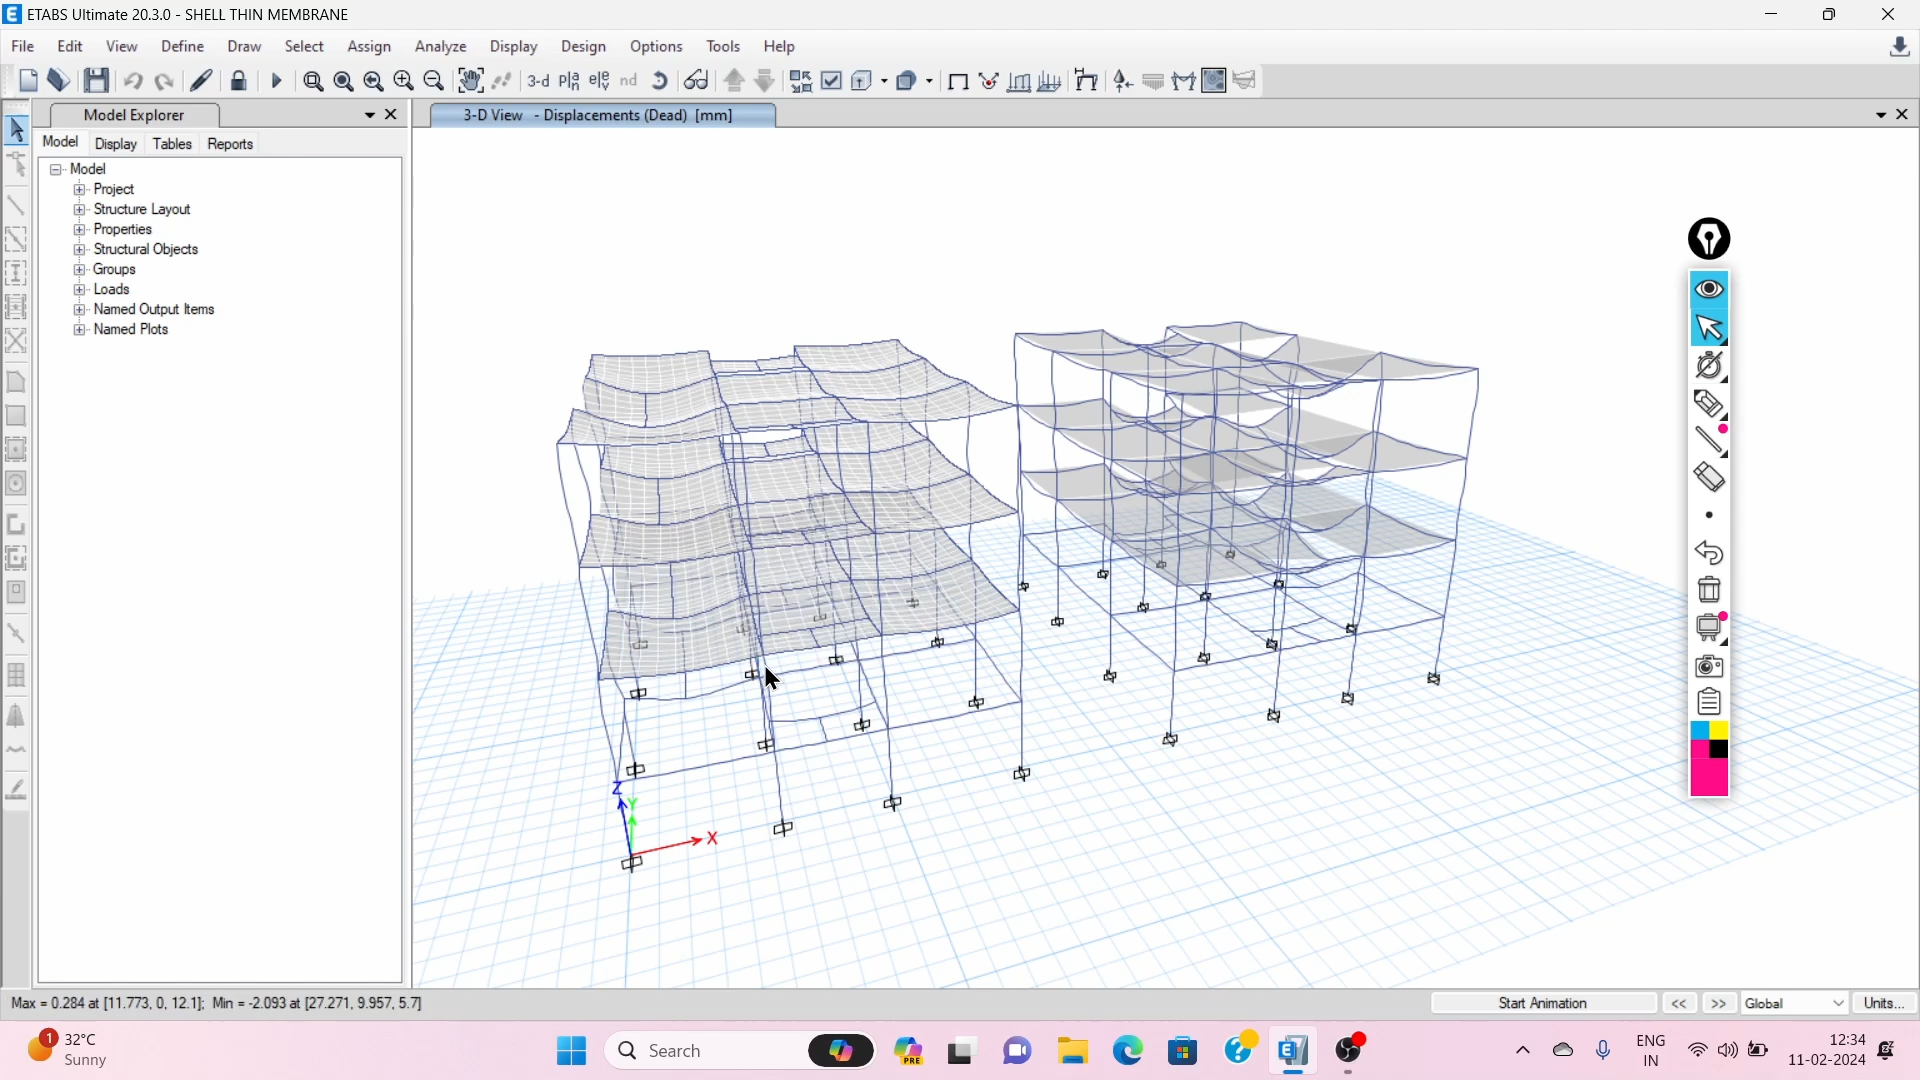 ETABS Ultimate 20.3.0 - SHELL THIN MEMBRANE
File Edit View Define Draw Select Assign Analyze Display Design Options Tools Help
3-d nd
Model Explorer
3-D View - Displacements (Dead) [mm]
Model Display Tables Reports
Model
Project
Structure Layout
Properties
Structural Objects
Groups
Loads
Named Output Items
Named Plots
Z
Y
X
Max = 0.284 at [11.773, 0, 12.1]; Min = -2.093 at [27.271, 9.957, 5.7]
Start Animation << >> Global Units...
1
32°C
Sunny
Search
PRE
ENG
IN
12:34
11-02-2024